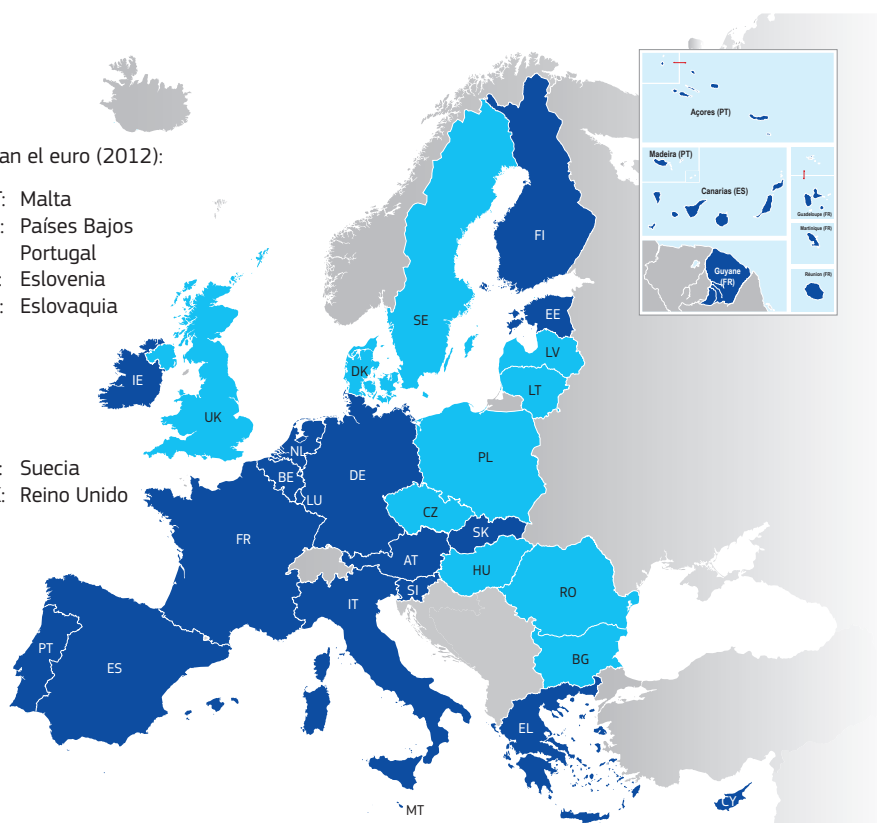 an el euro (2012):
: Malta
: Países Bajos
Portugal
: Eslovenia
: Eslovaquia
: Suecia
: Reino Unido
Açores (PT)
Madeira (PT)
Canarias (ES)
Guadeloupe (FR)
Martinique (FR)
Guyane
(FR)
Réunion (FR)
FI
SE
EE
LV
LT
DK
IE
UK
NL
BE
LU
DE
PL
CZ
SK
FR
AT
HU
SI
RO
IT
BG
PT
ES
EL
MT
CY